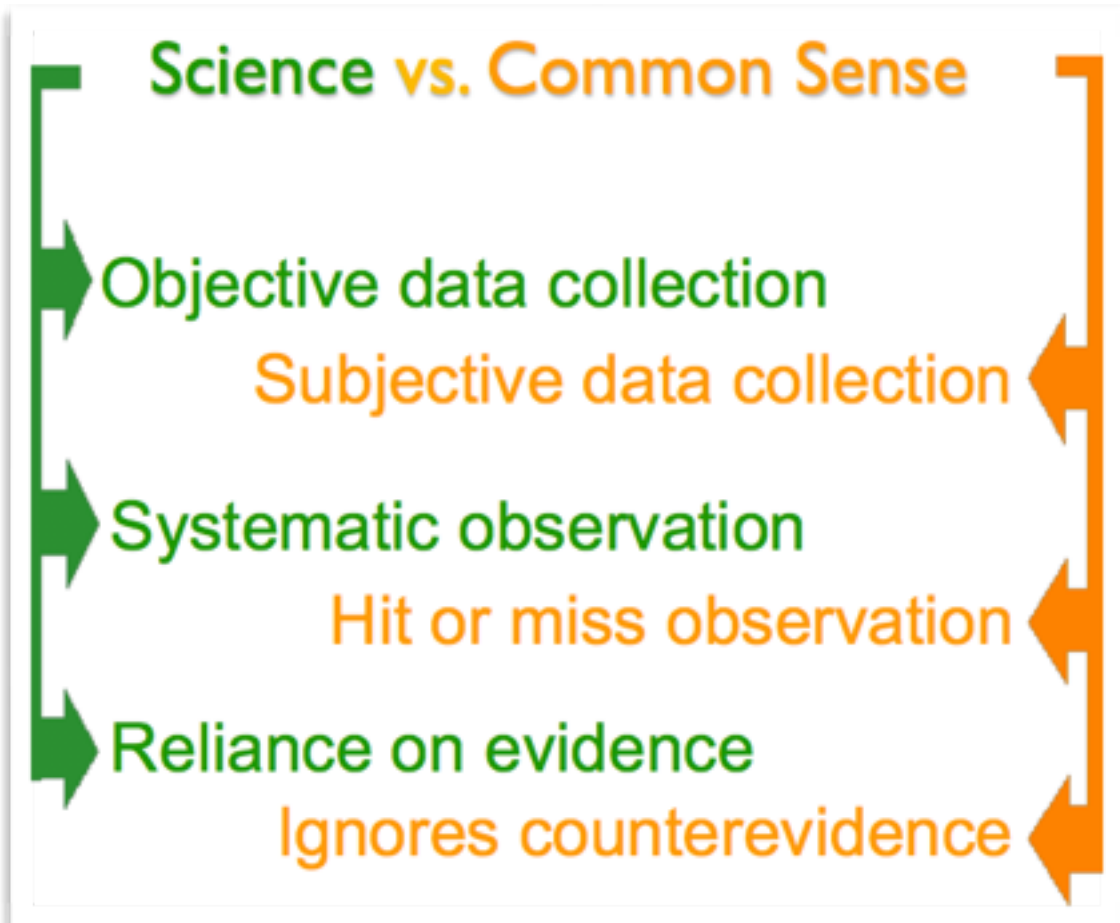 Science vs. Common Sense
Objective data collection
Subjective data collection
Systematic observation
Hit or miss observation
Reliance on evidence
Ignores counterevidence